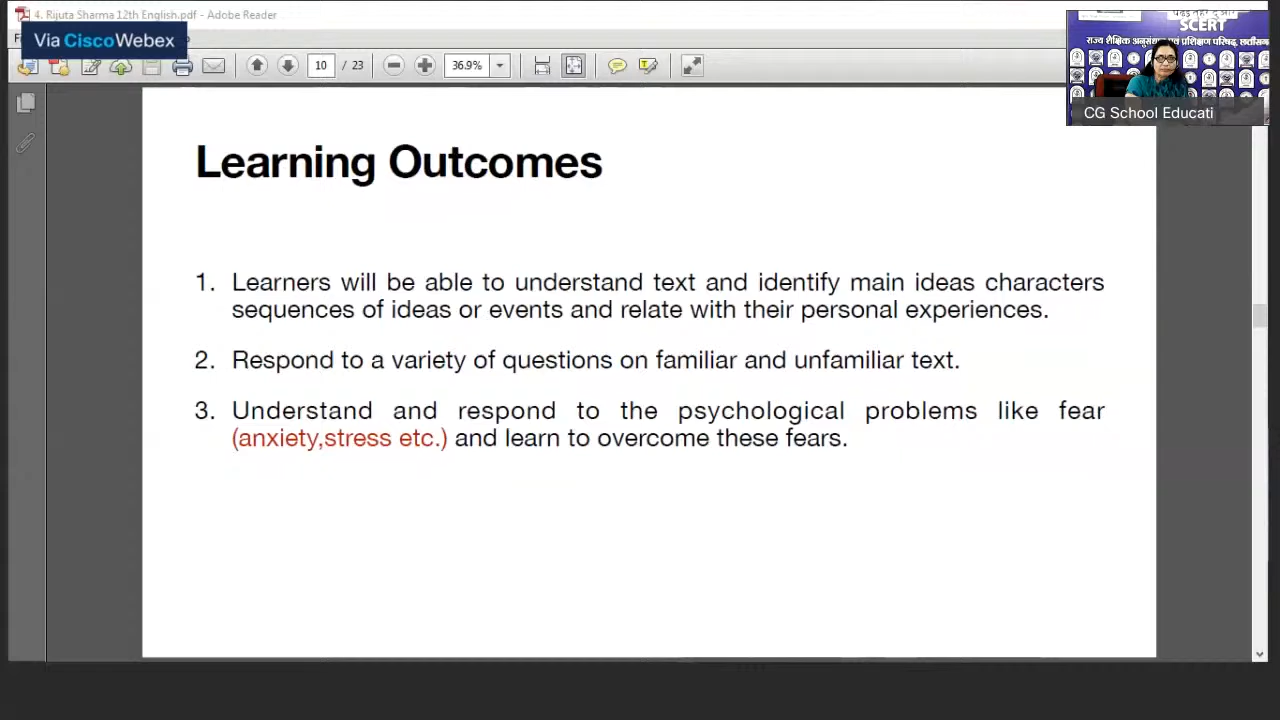 4. Rijuta Sharma 12th English.pdf - Adobe Reader
Via CiscoWebex
10 / 23
36.9%
SCERT
राज्य शैक्षिक अनुसंधान एवं प्रशिक्षण परिषद्, छत्तीसगढ़
CG School Educati
Learning Outcomes
1. Learners will be able to understand text and identify main ideas characters
sequences of ideas or events and relate with their personal experiences.
2. Respond to a variety of questions on familiar and unfamiliar text.
3. Understand and respond to the psychological problems like fear
(anxiety,stress etc.) and learn to overcome these fears.